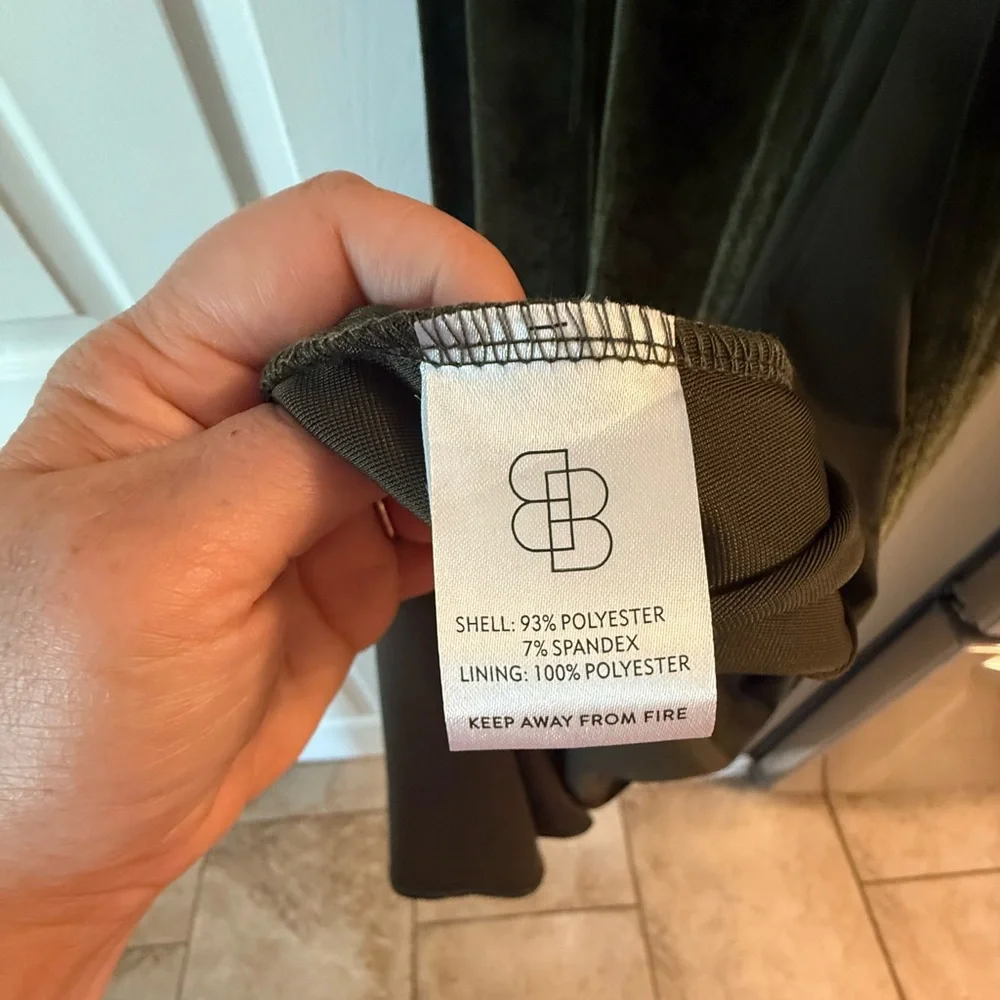 SHELL: 93% POLYESTER
7% SPANDEX
LINING: 100% POLYESTER
KEEP AWAY FROM FIRE